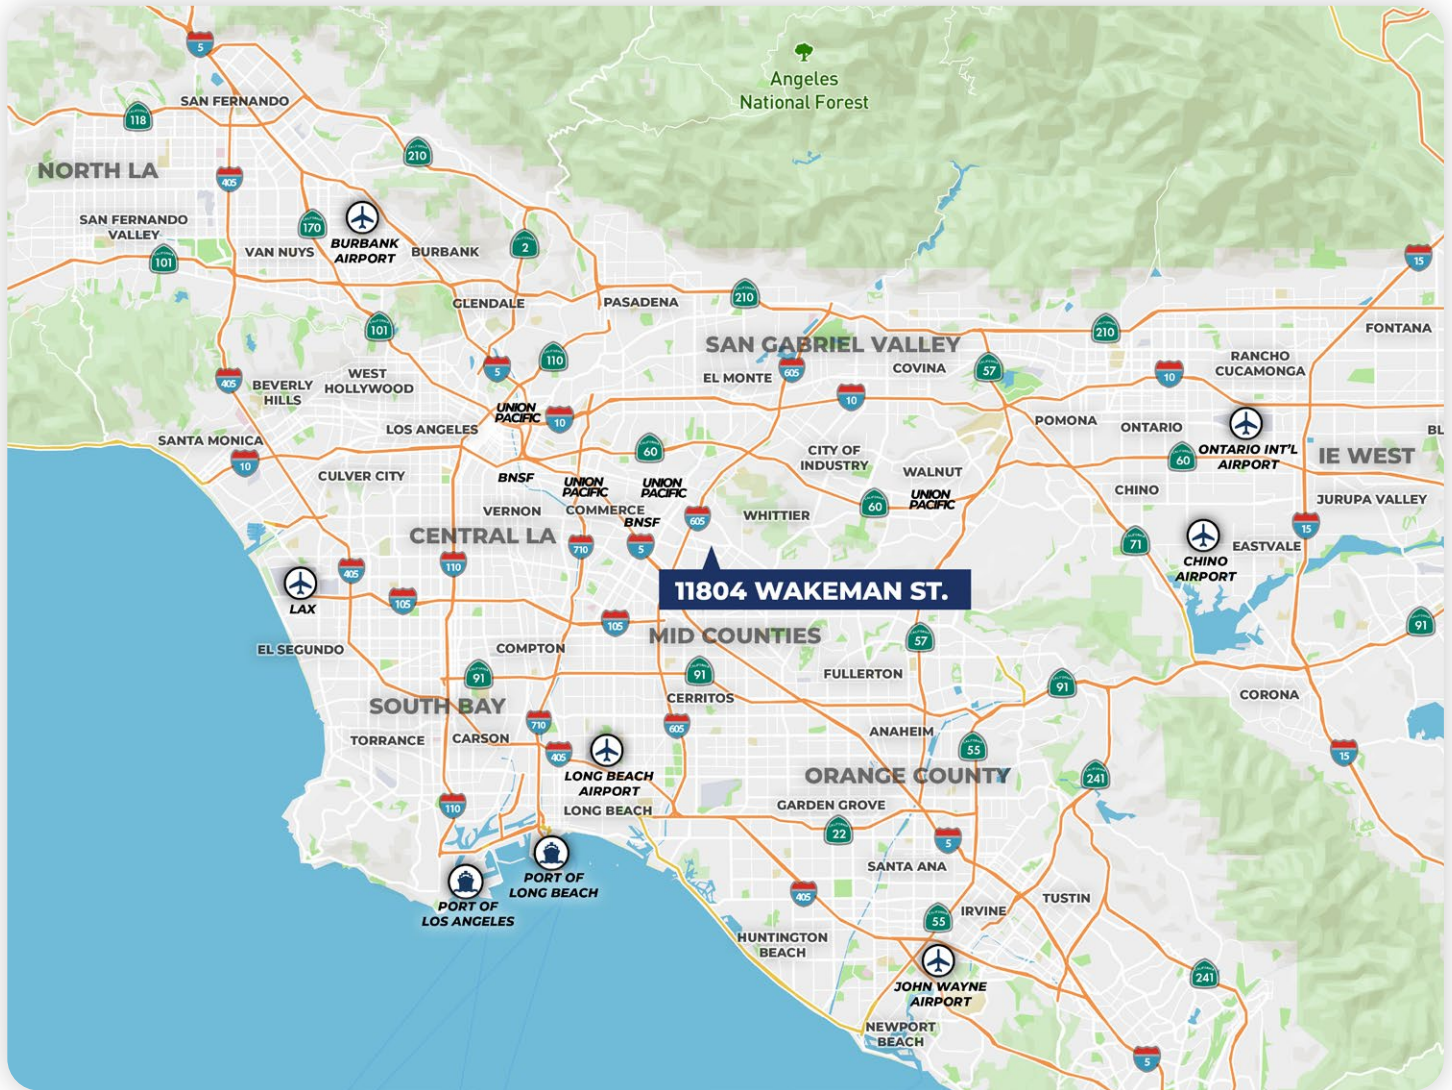 5
Angeles
National Forest
SAN FERNANDO
118
210
NORTH LA
405
SAN FERNANDO
VALLEY
170
BURBANK
AIRPORT
VAN NUYS
BURBANK
2
101
15
GLENDALE
PASADENA
210
101
210
FONTANA
SAN GABRIEL VALLEY
110
5
605
EL MONTE
COVINA
57
RANCHO
CUCAMONGA
10
405
BEVERLY
HILLS
WEST
HOLLYWOOD
10
UNION
PACIFIC
10
LOS ANGELES
POMONA
ONTARIO
BL
SANTA MONICA
10
60
CITY OF
INDUSTRY
60
ONTARIO INT'L
AIRPORT
IE WEST
CULVER CITY
BNSF
UNION
PACIFIC
UNION
PACIFIC
WALNUT
60
UNION
PACIFIC
CHINO
JURUPA VALLEY
VERNON
COMMERCE
BNSF
605
WHITTIER
15
CENTRAL LA
710
5
71
CHINO
AIRPORT
EASTVALE
110
405
LAX
105
11804 WAKEMAN ST.
105
MID COUNTIES
57
91
EL SEGUNDO
COMPTON
91
91
FULLERTON
91
CERRITOS
CORONA
SOUTH BAY
710
605
TORRANCE
CARSON
405
LONG BEACH
AIRPORT
ANAHEIM
55
15
ORANGE COUNTY
241
110
LONG BEACH
GARDEN GROVE
22
5
PORT OF
LONG BEACH
SANTA ANA
PORT OF
LOS ANGELES
405
55
IRVINE
TUSTIN
HUNTINGTON
BEACH
JOHN WAYNE
AIRPORT
241
NEWPORT
BEACH
5